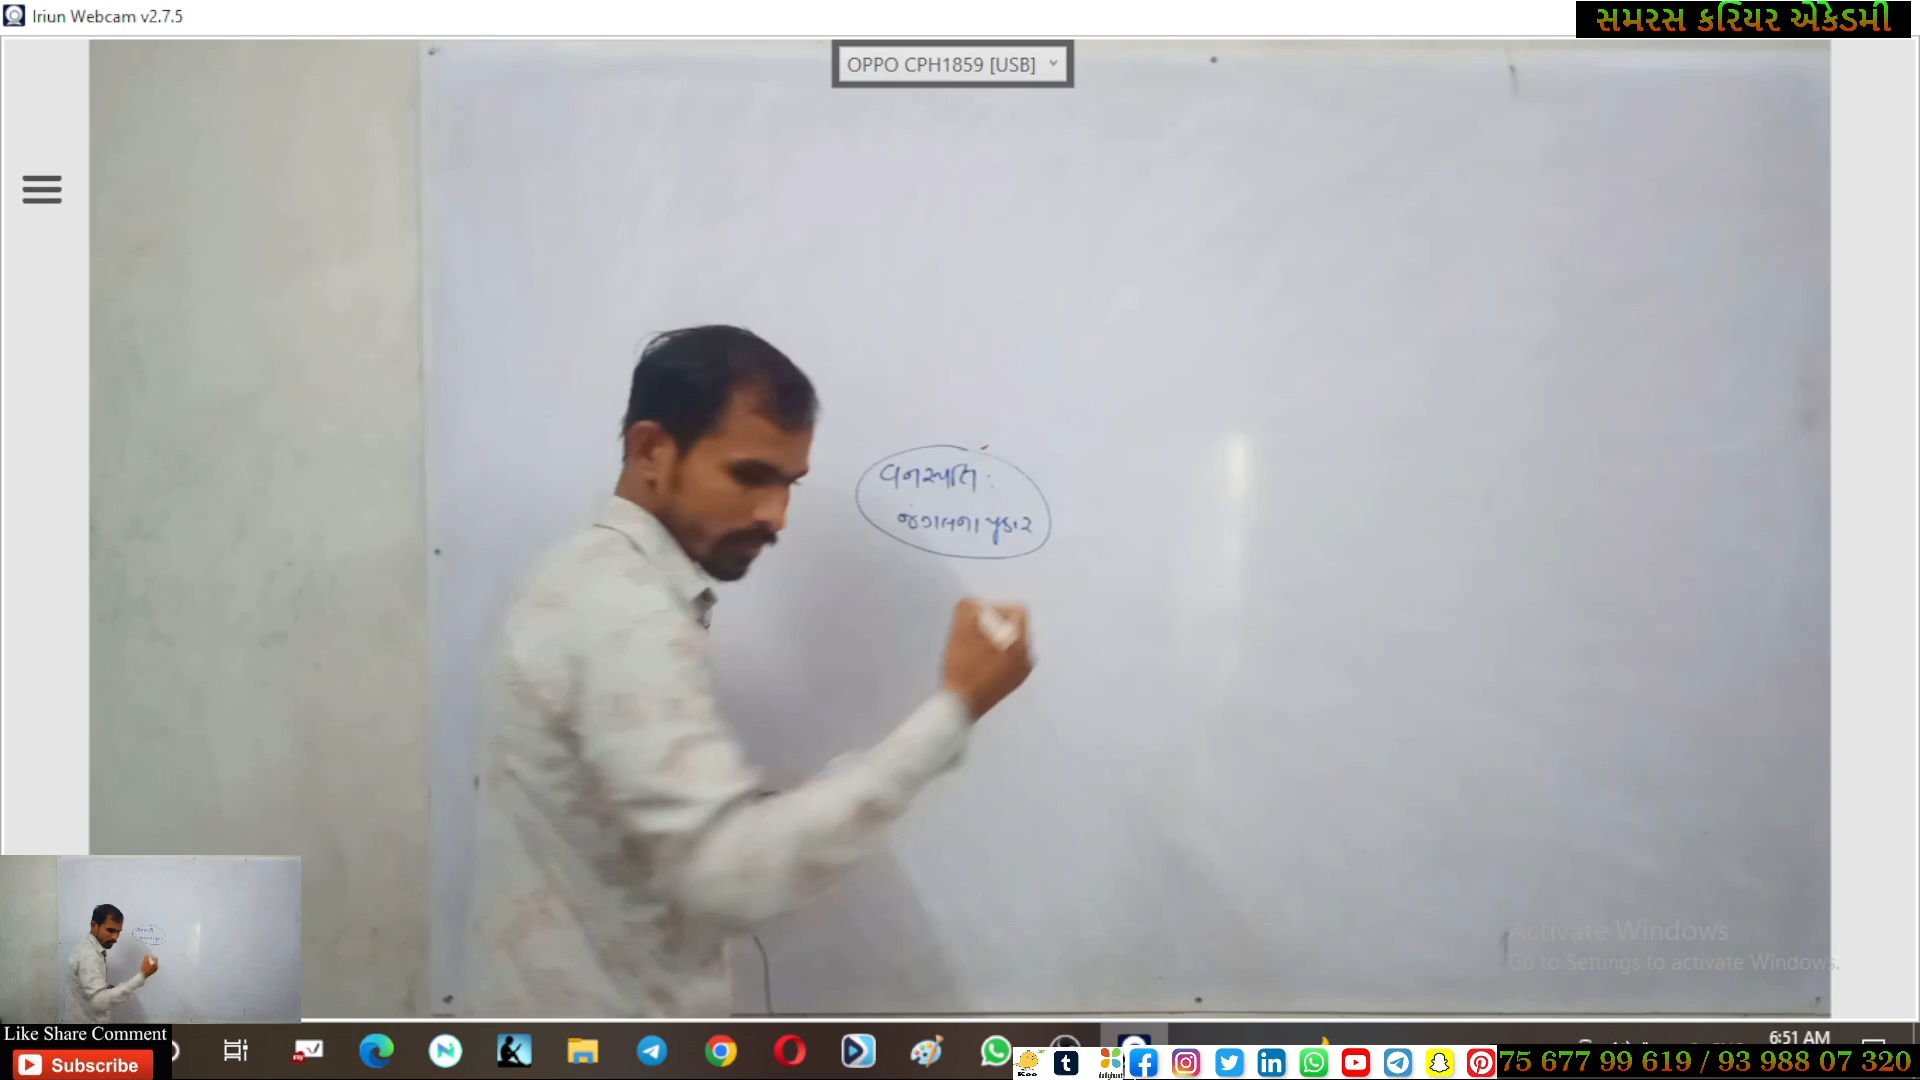 Iriun Webcam v2.7.5
સમરસ કરિયર એકેડમી
OPPO CPH1859 [USB]
વનસ્પતિ :
જંગલના પ્રકાર
Activate Windows
Go to Settings to activate Windows.
Like Share Comment
Subscribe
6:51 AM
75 677 99 619 / 93 988 07 320